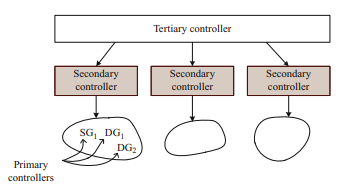 Tertiary controller
Secondary Secondary Secondary
controller controller controller
SG₁ DG₁
DG₂
Primary
controllers